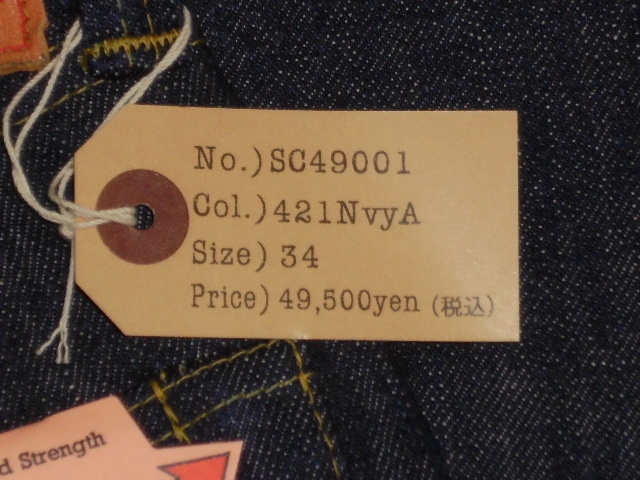 No.) SC49001
Col.) 421NvyA
Size) 34
Price) 49,500yen (税込)
d Strength